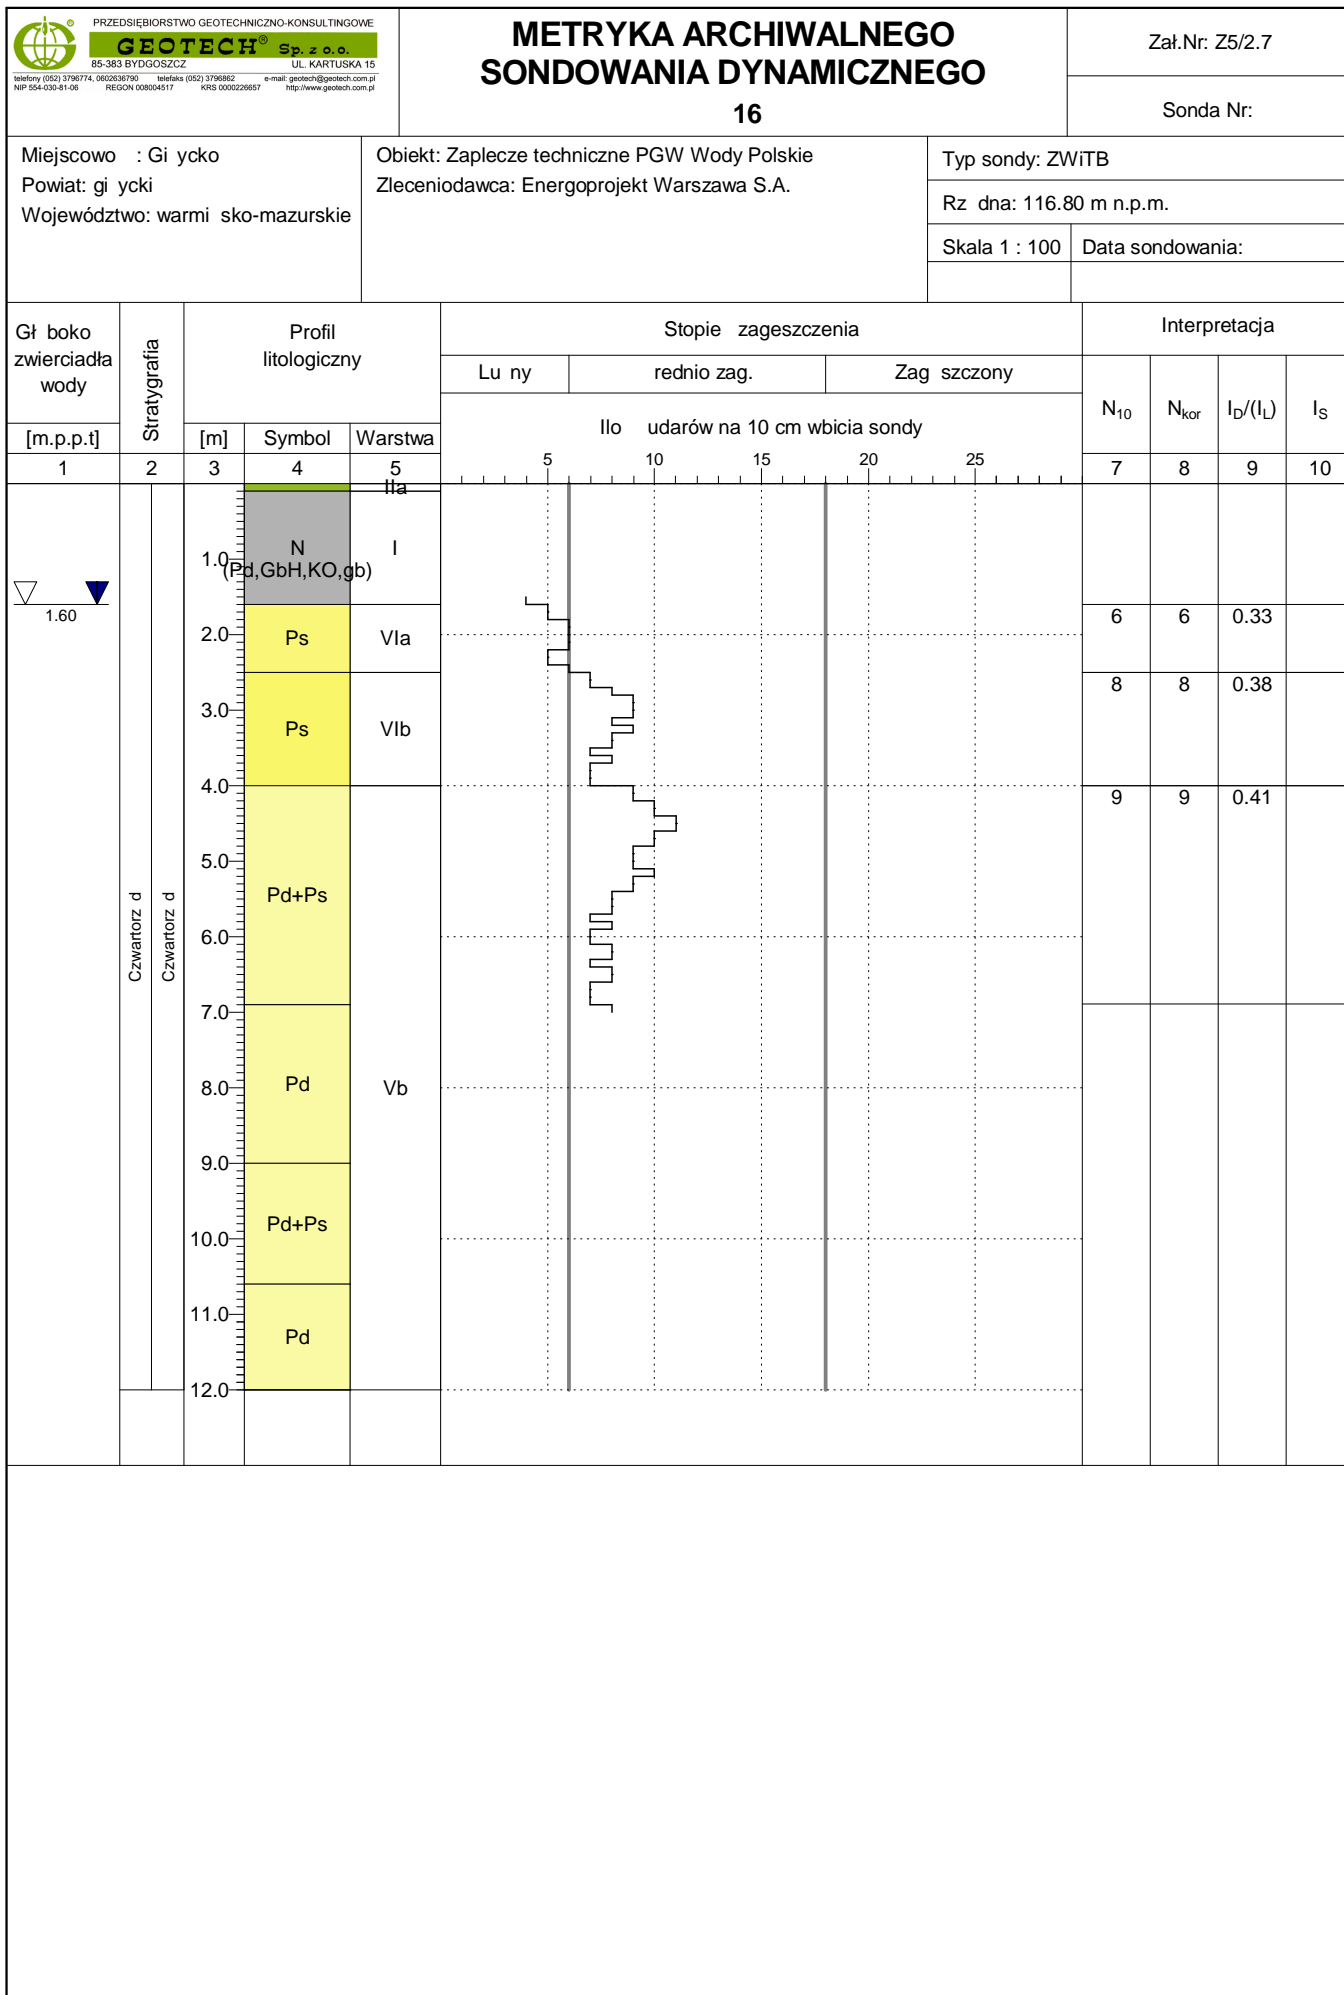 PRZEDSIĘBIORSTWO GEOTECHNICZNO-KONSULTINGOWE
GEOTECH® Sp. z o.o.
85-383 BYDGOSZCZ UL. KARTUSKA 15
telefony (052) 3796774, 0602636790 telefaks (052) 3796862 e-mail: geotech@geotech.com.pl
NIP 554-030-81-06 REGON 008004517 KRS 0000226657 http://www.geotech.com.pl
METRYKA ARCHIWALNEGO
SONDOWANIA DYNAMICZNEGO
16
Zał.Nr: Z5/2.7
Sonda Nr:
Miejscowo : Gi ycko
Powiat: gi ycki
Województwo: warmi sko-mazurskie
Obiekt: Zaplecze techniczne PGW Wody Polskie
Zleceniodawca: Energoprojekt Warszawa S.A.
Typ sondy: ZWiTB
Rz dna: 116.80 m n.p.m.
Skala 1 : 100 Data sondowania:
Gł boko
zwierciadła
wody
[m.p.p.t]
Stratygrafia
Profil
litologiczny
[m] Symbol Warstwa
Stopie zageszczenia
Lu ny rednio zag. Zag szczony
Ilo udarów na 10 cm wbicia sondy
5 10 15 20 25
Interpretacja
N10 Nkor ID/(IL) IS
1 2 3 4 5 7 8 9 10
IIa
1.0 N I
(Pd,GbH,KO,gb)
1.60
6 6 0.33
2.0 Ps VIa
8 8 0.38
3.0 Ps VIb
4.0
9 9 0.41
5.0
Czwartorz d Czwartorz d
Pd+Ps
6.0
7.0
8.0 Pd Vb
9.0
Pd+Ps
10.0
11.0
Pd
12.0